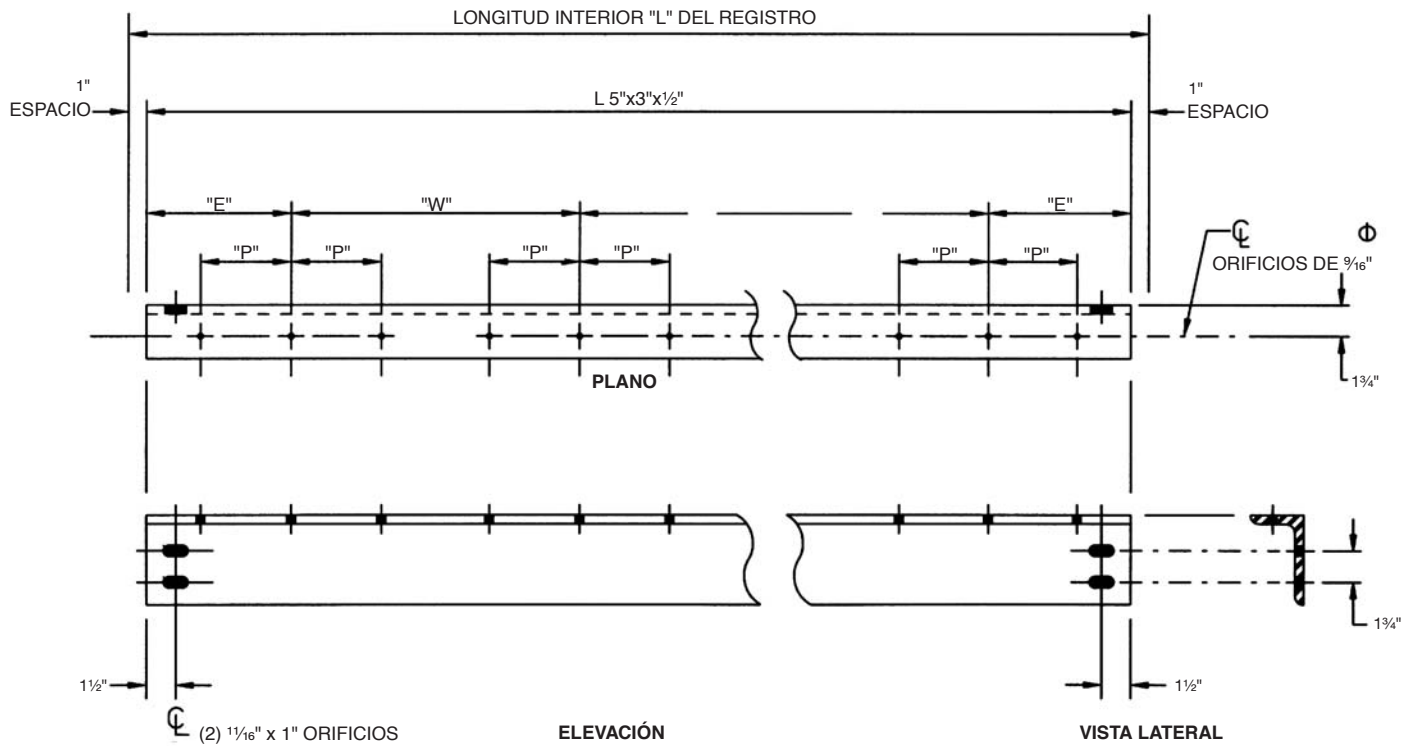 LONGITUD INTERIOR "L" DEL REGISTRO
1"
ESPACIO
L 5"x3"x½"
1"
ESPACIO
"E"
"W"
"E"
"P"
"P"
"P"
"P"
"P"
"P"
℄
Φ
ORIFICIOS DE 9⁄16"
PLANO
1¾"
1¾"
1½"
1½"
℄ (2) 11⁄16" x 1" ORIFICIOS
ELEVACIÓN
VISTA LATERAL